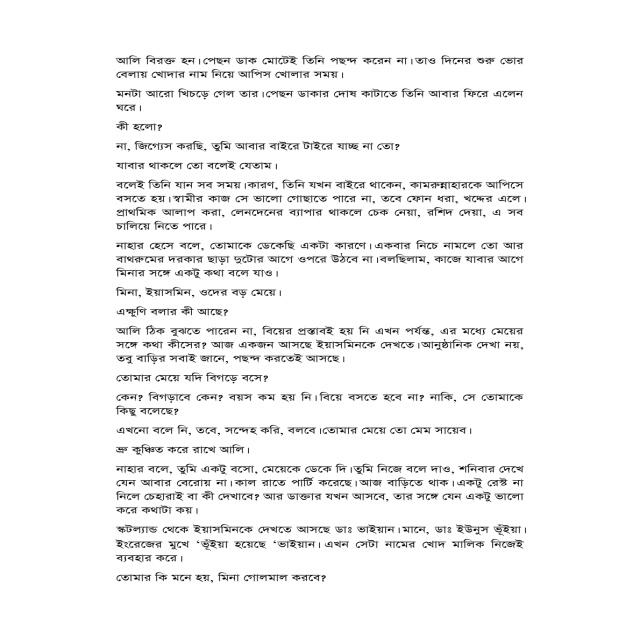 আলি বিরক্ত হন। পেছন ডাক মোটেই তিনি পছন্দ করেন না। তাও দিনের শুরু ভোর
বেলায় খোদার নাম নিয়ে আপিস খোলার সময়।
মনটা আরো খিচড়ে গেল তার। পেছন ডাকার দোষ কাটাতে তিনি আবার ফিরে এলেন
ঘরে।
কী হলো?
না, জিগ্যেস করছি, তুমি আবার বাইরে টাইরে যাচ্ছ না তো?
যাবার থাকলে তো বলেই যেতাম।
বলেই তিনি যান সব সময়। কারণ, তিনি যখন বাইরে থাকেন, কামরুন্নাহারকে আপিসে
বসতে হয়। স্বামীর কাজ সে ভালো গোছাতে পারে না, তবে ফোন ধরা, খদ্দের এলে।
প্রাথমিক আলাপ করা, লেনদেনের ব্যাপার থাকলে চেক নেয়া, রশিদ দেয়া, এ সব
চালিয়ে নিতে পারে।
নাহার হেসে বলে, তোমাকে ডেকেছি একটা কারণে। একবার নিচে নামলে তো আর
বাথরুমের দরকার ছাড়া দুটোর আগে ওপরে উঠবে না। বলছিলাম, কাজে যাবার আগে
মিনার সঙ্গে একটু কথা বলে যাও।
মিনা, ইয়াসমিন, ওদের বড় মেয়ে।
এক্ষুণি বলার কী আছে?
আলি ঠিক বুঝতে পারেন না, বিয়ের প্রস্তাবই হয় নি এখন পর্যন্ত, এর মধ্যে মেয়ের
সঙ্গে কথা কীসের? আজ একজন আসছে ইয়াসমিনকে দেখতে। আনুষ্ঠানিক দেখা নয়,
তবু বাড়ির সবাই জানে, পছন্দ করতেই আসছে।
তোমার মেয়ে যদি বিগড়ে বসে?
কেন? বিগড়াবে কেন? বয়স কম হয় নি। বিয়ে বসতে হবে না? নাকি, সে তোমাকে
কিছু বলেছে?
এখনো বলে নি, তবে, সন্দেহ করি, বলবে। তোমার মেয়ে তো মেম সায়েব।
ভ্রু কুঞ্চিত করে রাখে আলি।
নাহার বলে, তুমি একটু বসো, মেয়েকে ডেকে দি। তুমি নিজে বলে দাও, শনিবার দেখে
যেন আবার বেরোয় না। কাল রাতে পার্টি করেছে। আজ বাড়িতে থাক। একটু রেস্ট না
নিলে চেহারাই বা কী দেখাবে? আর ডাক্তার যখন আসবে, তার সঙ্গে যেন একটু ভালো
করে কথাটা কয়।
স্কটল্যান্ড থেকে ইয়াসমিনকে দেখতে আসছে ডাঃ ভাইয়ান। মানে, ডাঃ ইউনুস ভূঁইয়া।
ইংরেজের মুখে ‘ভূঁইয়া হয়েছে ‘ভাইয়ান। এখন সেটা নামের খোদ মালিক নিজেই
ব্যবহার করে।
তোমার কি মনে হয়, মিনা গোলমাল করবে?